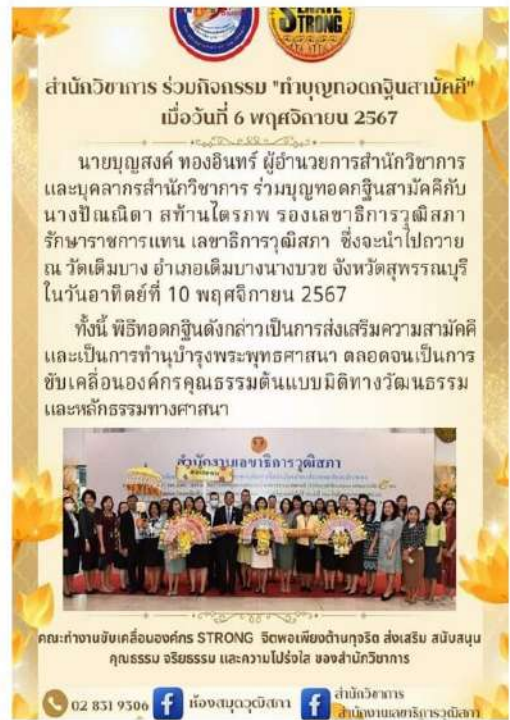 SENATE
STRONG
สำนักวิชาการ ร่วมกิจกรรม "ทำบุญทอดกฐินสามัคคี"
เมื่อวันที่ 6 พฤศจิกายน 2567
นายบุญสงค์ ทองอินทร์ ผู้อำนวยการสำนักวิชาการ
และบุคลากรสำนักวิชาการ ร่วมบุญทอดกฐินสามัคคีกับ
นางปัณณิตา สท้านไตรภพ รองเลขาธิการวุฒิสภา
รักษาราชการแทน เลขาธิการวุฒิสภา ซึ่งจะนำไปถวาย
ณ วัดเดิมบาง อำเภอเดิมบางนางบวช จังหวัดสุพรรณบุรี
ในวันอาทิตย์ที่ 10 พฤศจิกายน 2567
ทั้งนี้ พิธีทอดกฐินดังกล่าวเป็นการส่งเสริมความสามัคคี
และเป็นการทำนุบำรุงพระพุทธศาสนา ตลอดจนเป็นการ
ขับเคลื่อนองค์กรคุณธรรมต้นแบบมิติทางวัฒนธรรม
และหลักธรรมทางศาสนา
สำนักงานเลขาธิการวุฒิสภา
คณะทำงานขับเคลื่อนองค์กร STRONG จิตพอเพียงต้านทุจริต ส่งเสริม สนับสนุน
คุณธรรม จริยธรรม และความโปร่งใส ของสำนักวิชาการ
02 831 9306 ห้องสมุดวุฒิสภา สำนักวิชาการ
สำนักงานเลขาธิการวุฒิสภา